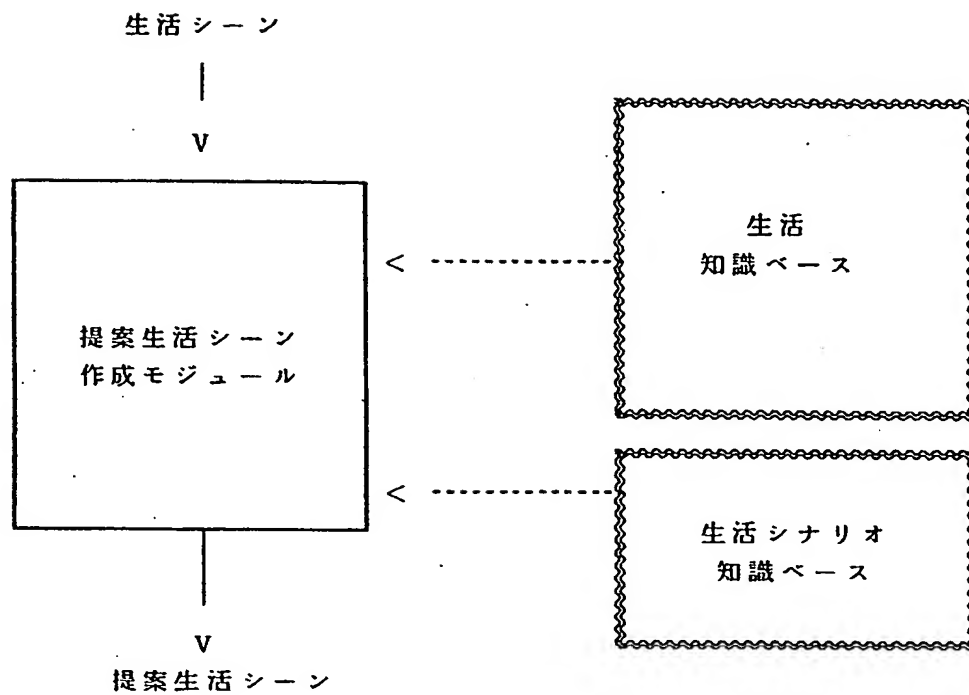 生活シーン
提案生活シーン
作成モジュール
生活
知識ベース
生活シナリオ
知識ベース
提案生活シーン